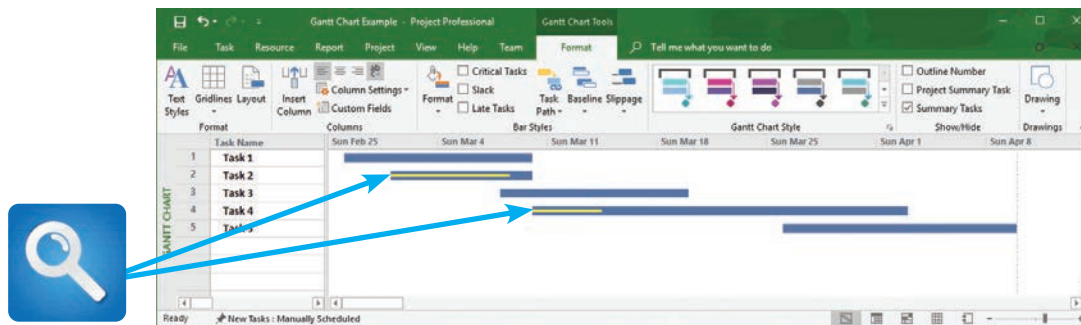 Gantt Chart Example - Project Professional Gantt Chart Tools
File Task Resource Report Project View Help Team Format Tell me what you want to do
Text Styles
Gridlines
Layout
Format
Insert Column
Column Settings
Custom Fields
Columns
Format
Critical Tasks
Slack
Late Tasks
Task Path
Baseline
Slippage
Bar Styles
Gantt Chart Style
Outline Number
Project Summary Task
Summary Tasks
Show/Hide
Drawing
Drawings
Task Name Sun Feb 25 Sun Mar 4 Sun Mar 11 Sun Mar 18 Sun Mar 25 Sun Apr 1 Sun Apr 8
1 Task 1
2 Task 2
3 Task 3
4 Task 4
5
GANTT CHART
Ready New Tasks : Manually Scheduled